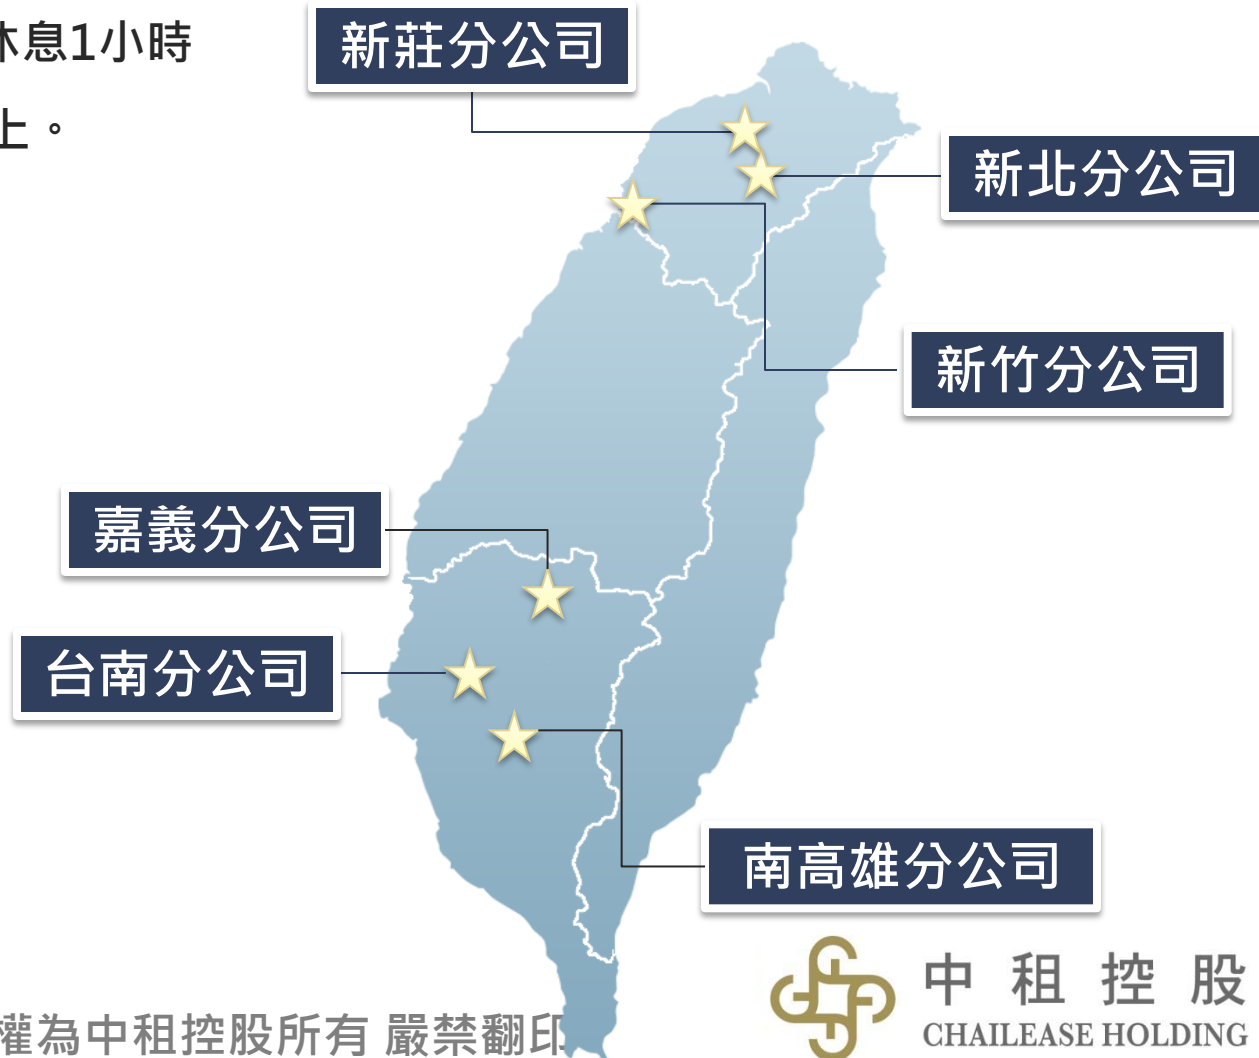 休息1小時
上。
新莊分公司
新北分公司
新竹分公司
嘉義分公司
台南分公司
南高雄分公司
中租控股
CHAILEASE HOLDING
權為中租控股所有 嚴禁翻印